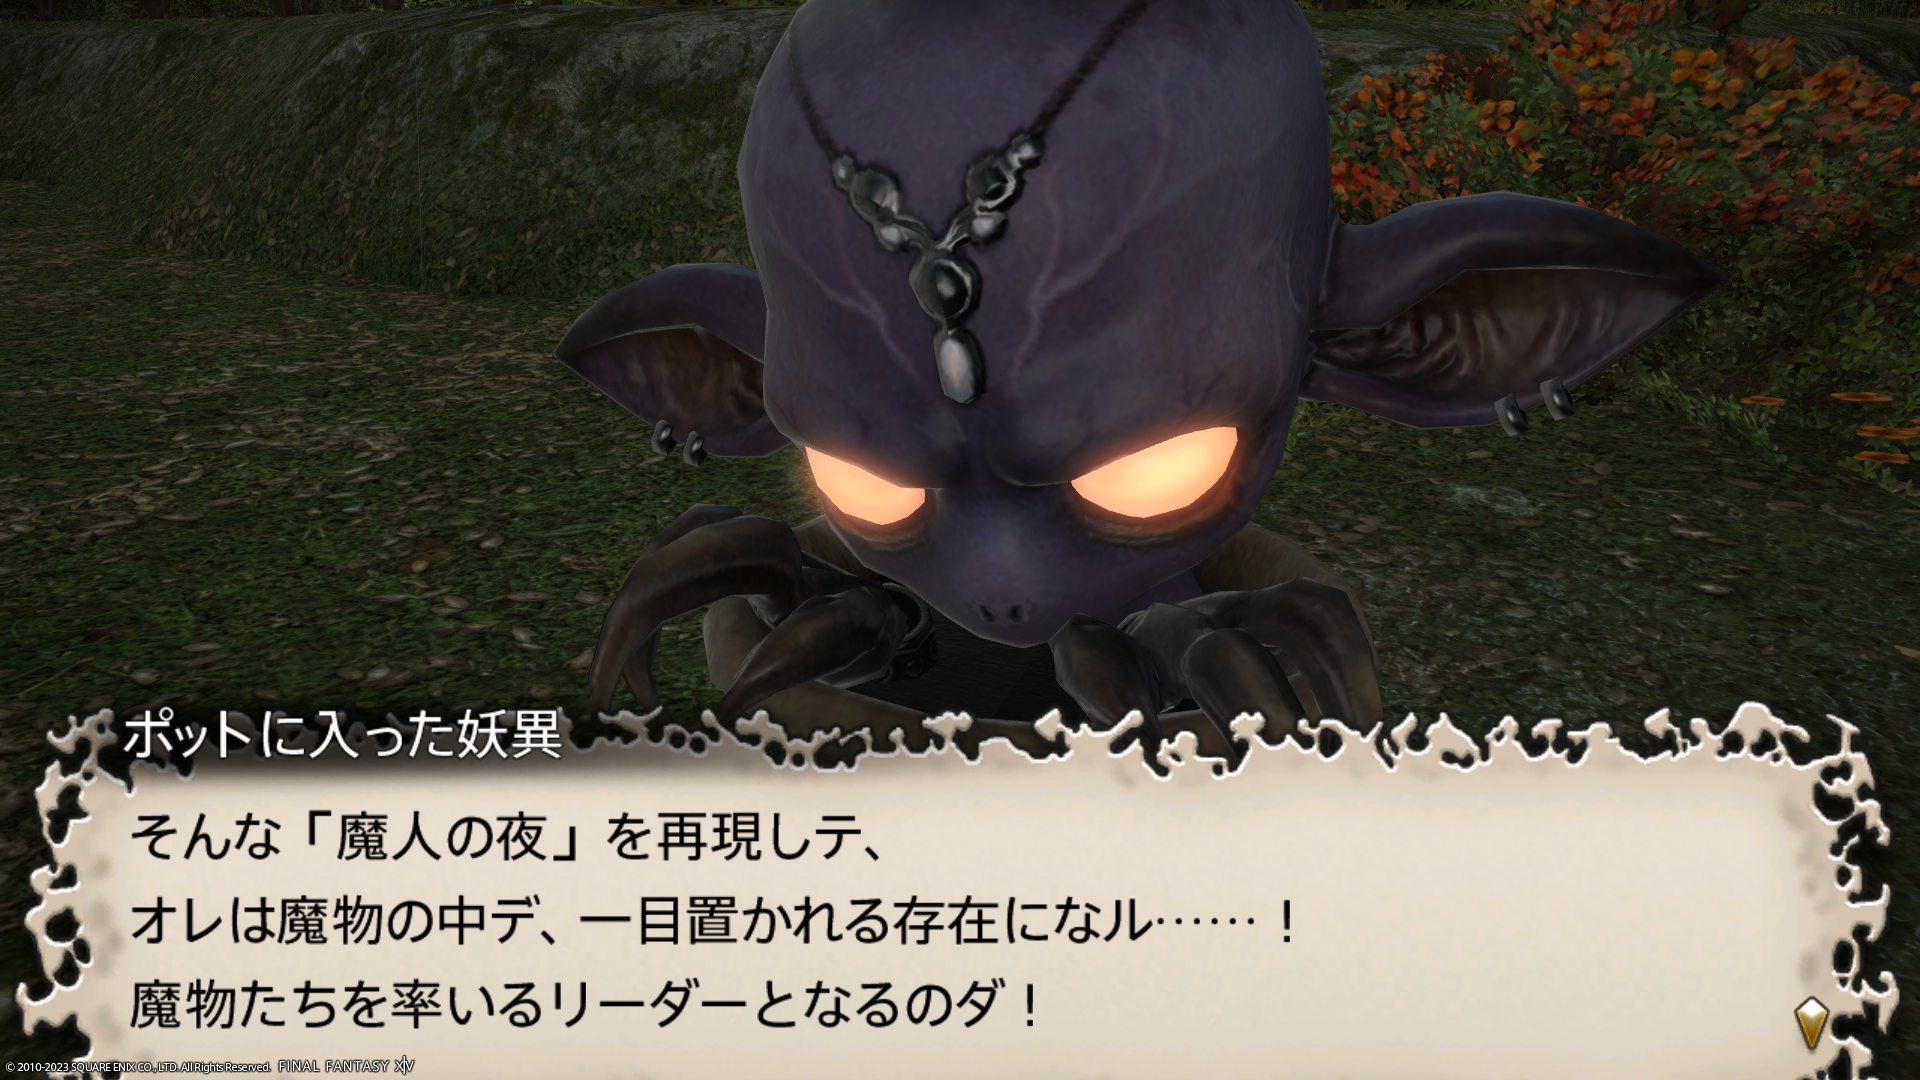 ポットに入った妖異
そんな「魔人の夜」を再現しテ、
オレは魔物の中デ、一目置かれる存在になル……！
魔物たちを率いるリーダーとなるのダ！
© 2010-2023 SQUARE ENIX CO., LTD. All Rights Reserved. FINAL FANTASY XIV